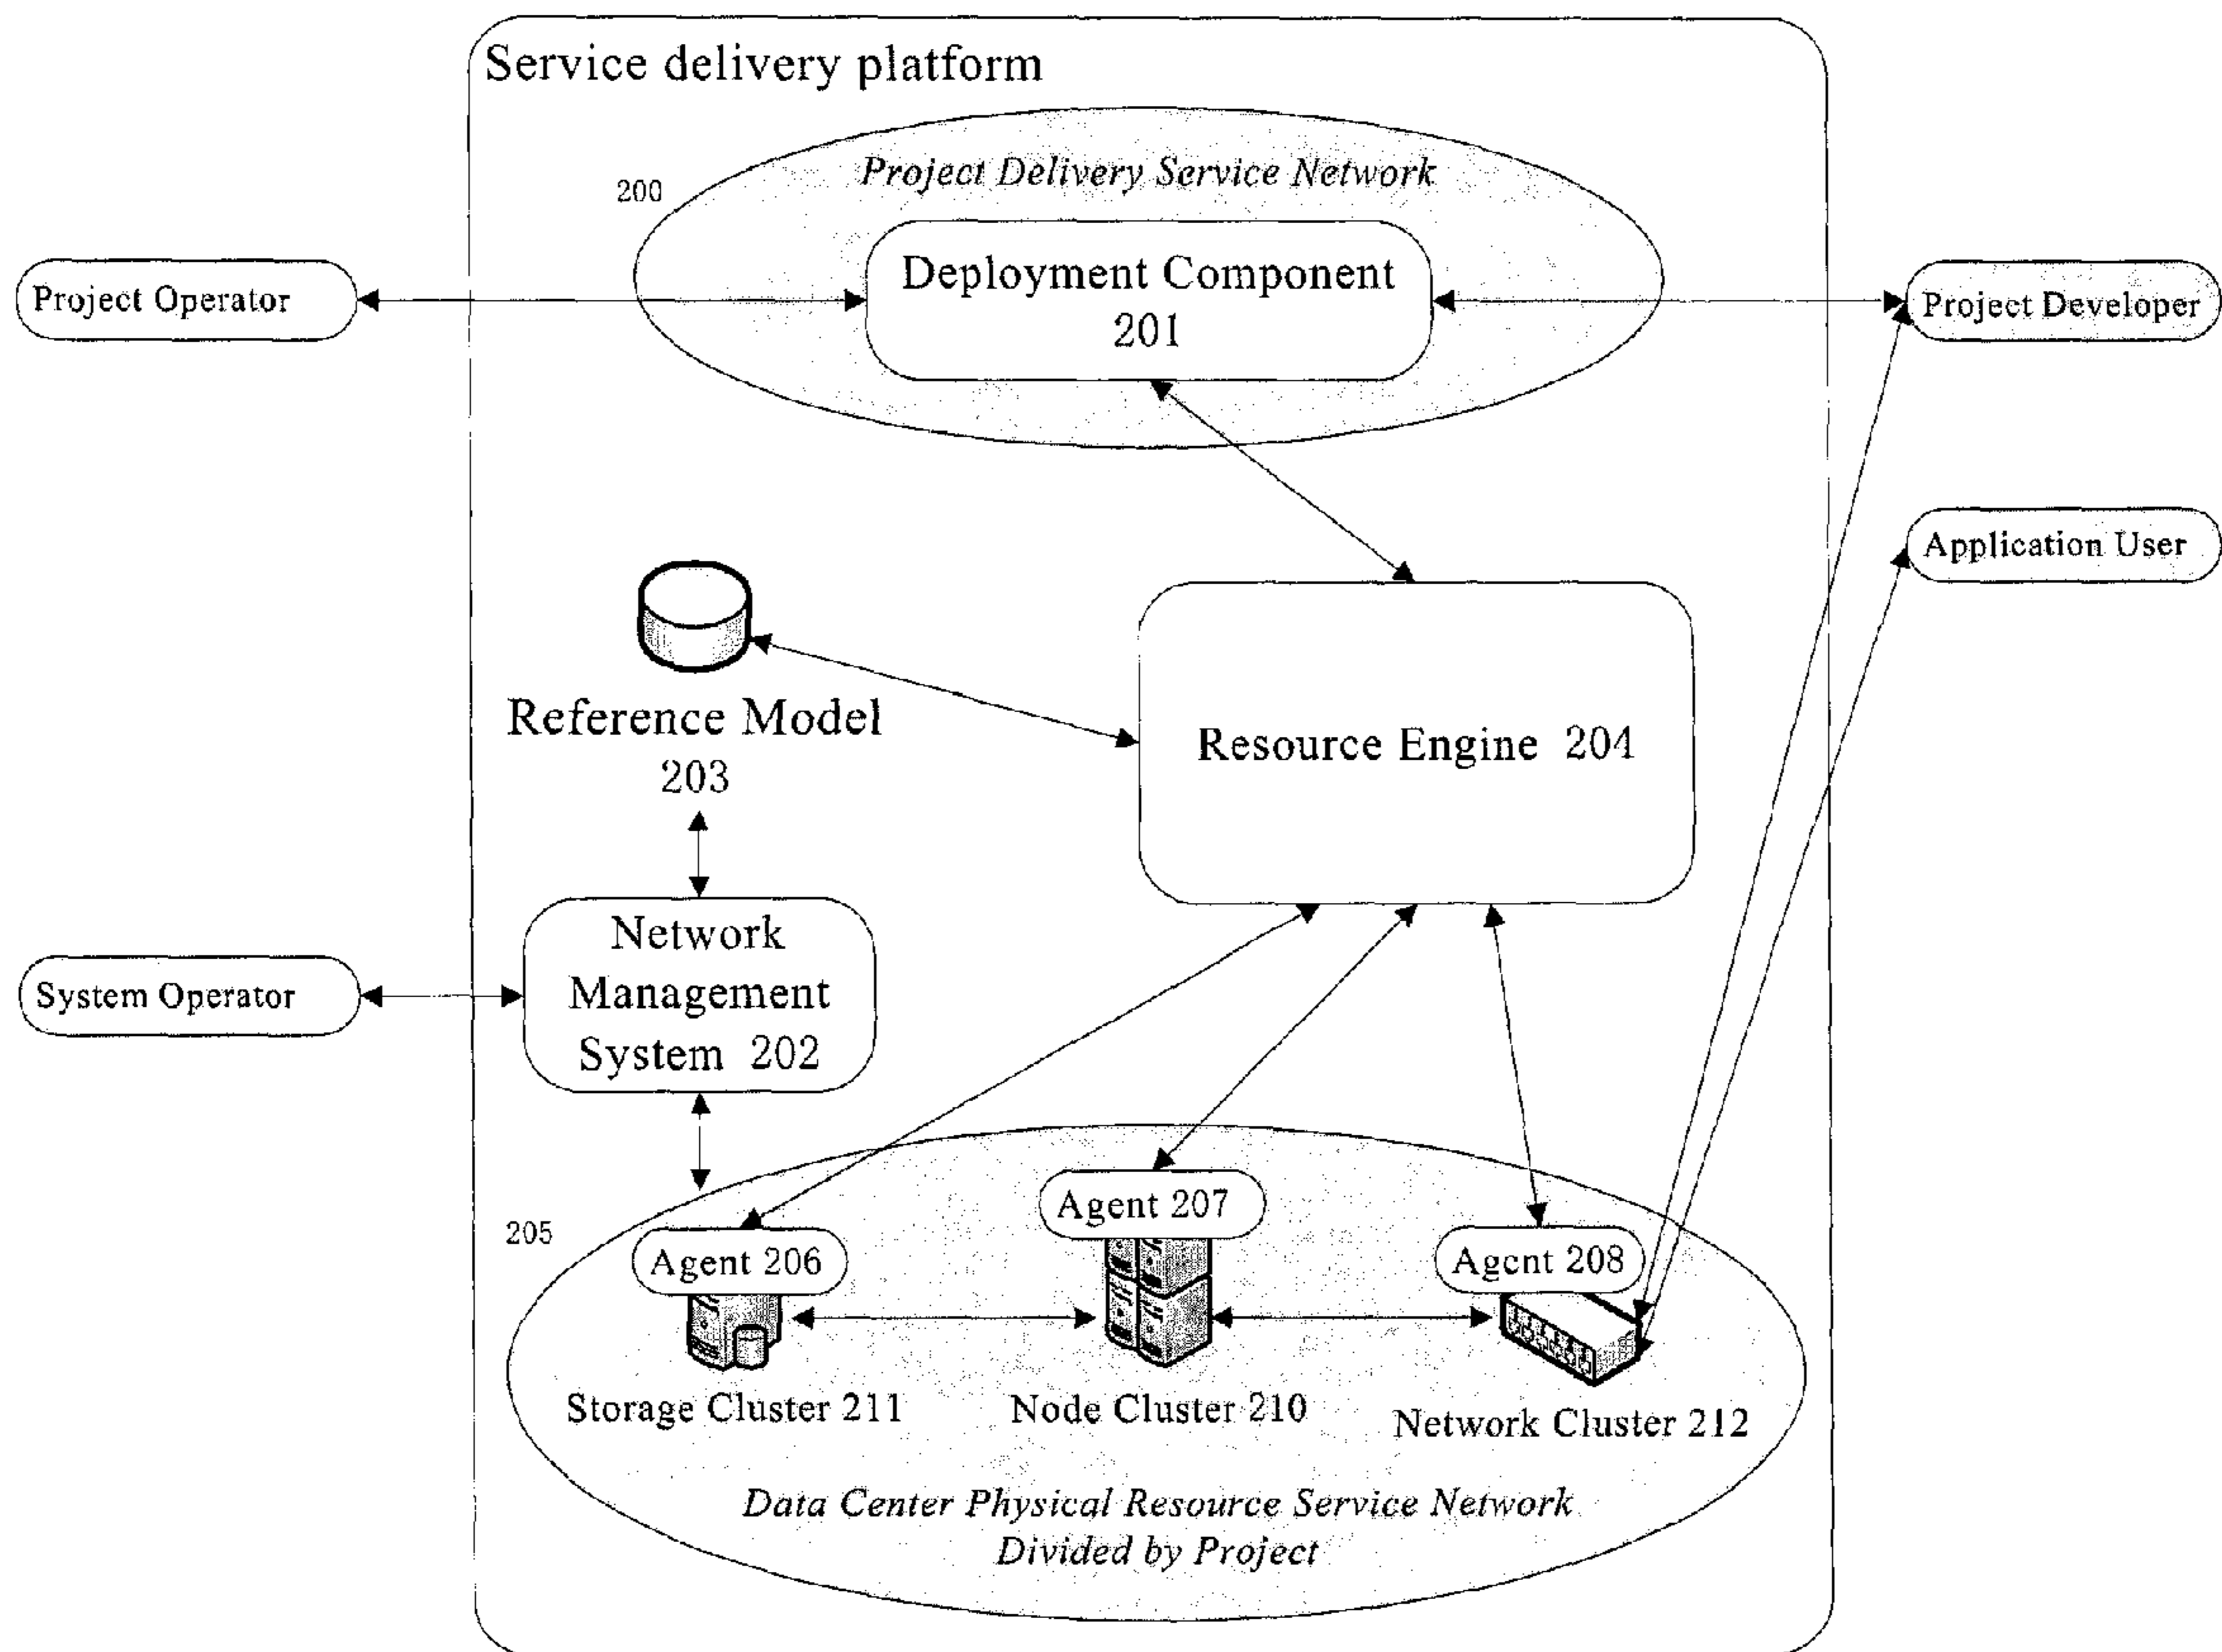 Service delivery platform
Project Delivery Service Network
200
Deployment Component
201
Project Operator
Project Developer
Application User
Reference Model
203
Resource Engine 204
Network
Management
System 202
System Operator
205
Agent 206
Agent 207
Agent 208
Storage Cluster 211
Node Cluster 210
Network Cluster 212
Data Center Physical Resource Service Network
Divided by Project